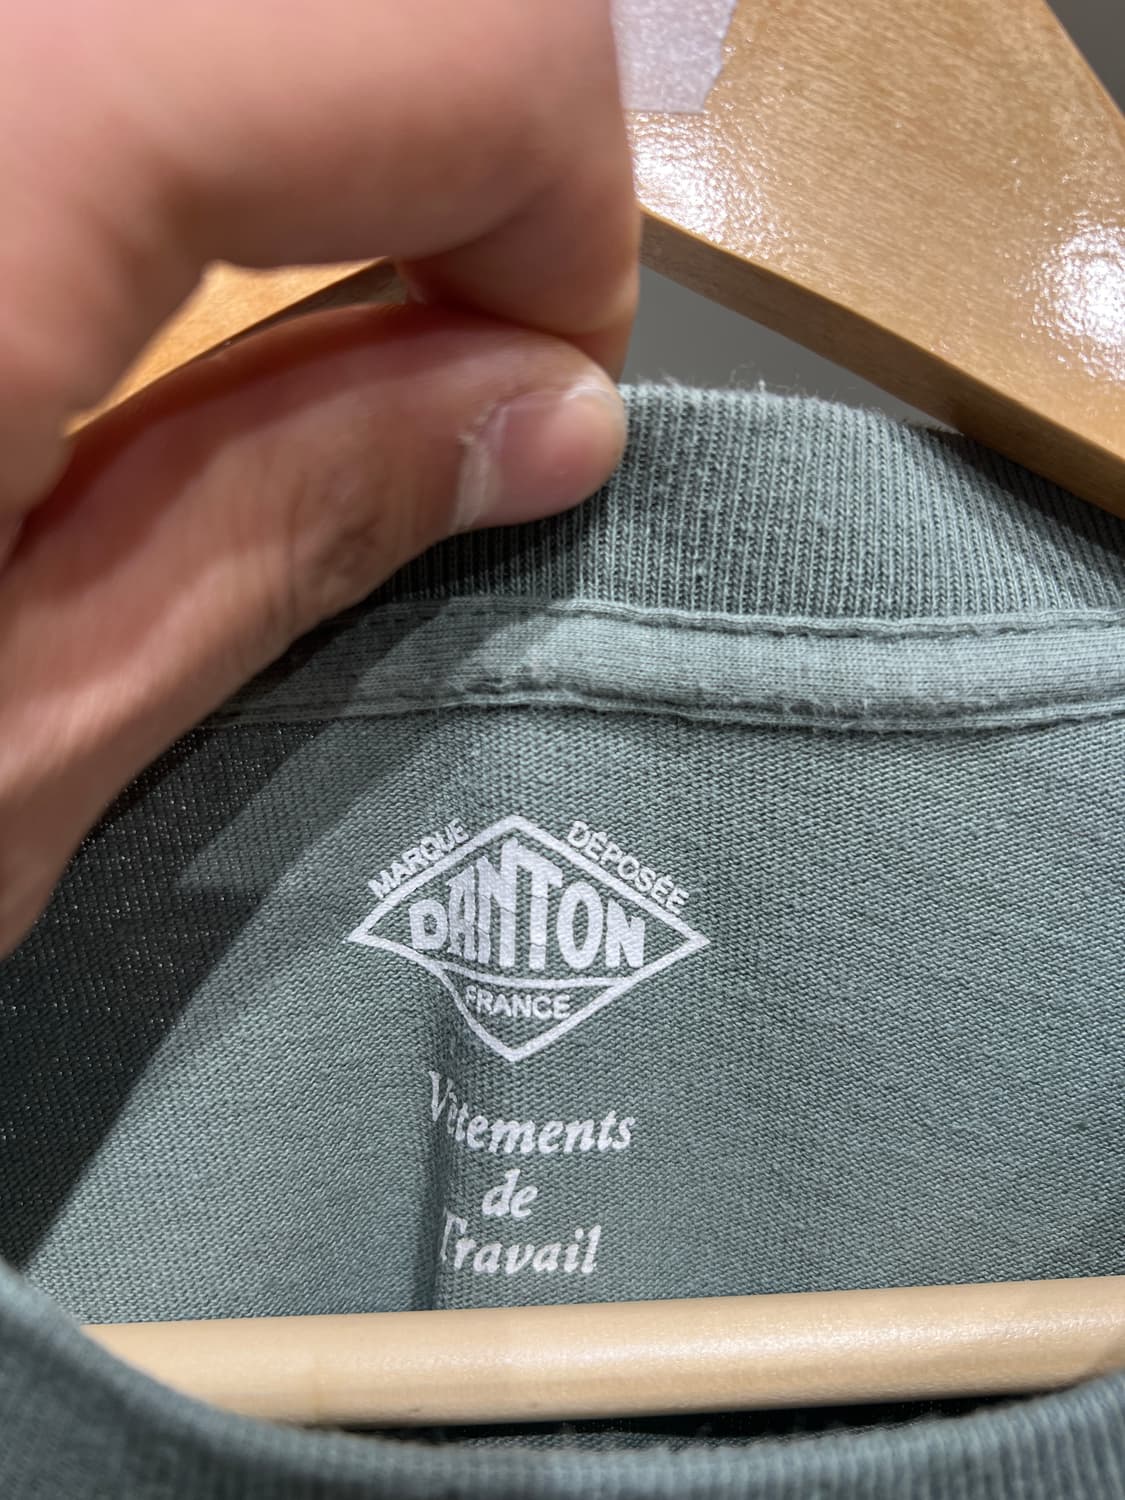 MARQUE DÉPOSÉE
DANTON
FRANCE
Vêtements
de
Travail